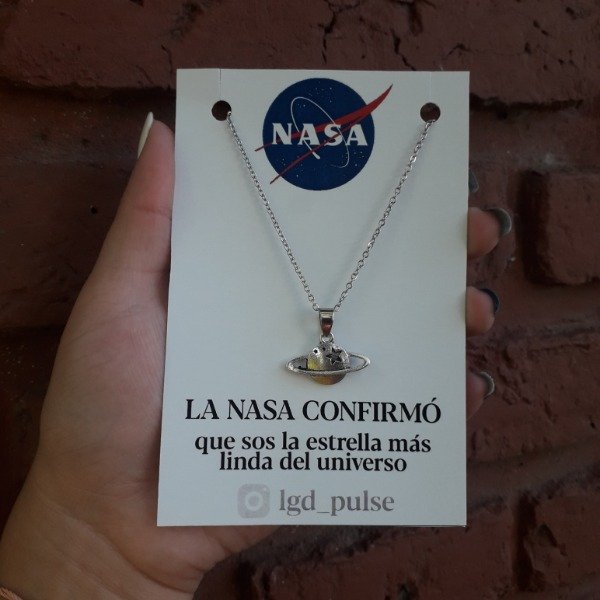 NASA
LA NASA CONFIRMÓ
que sos la estrella más
linda del universo
lgd_pulse